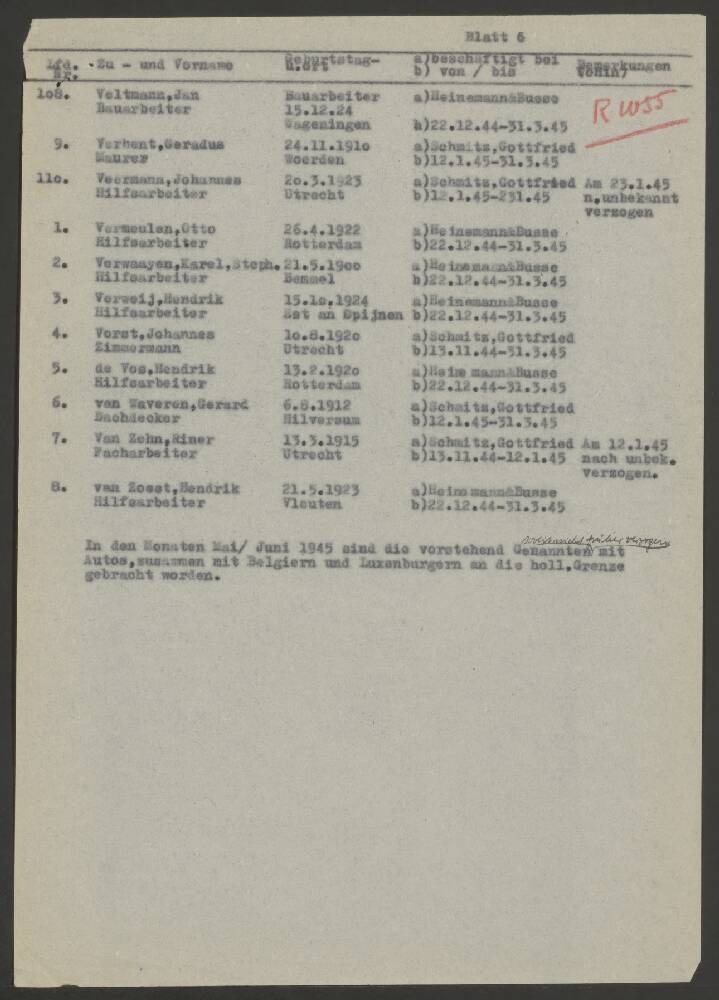 Blatt 6
Lfd. Nr. Zu - und Vorname Geburtstag- u.Ort a)beschäftigt bei b) von / bis Bemerkungen
108. Veltmann,Jan Bauarbeiter a)Heinemann&Busse
Bauarbeiter 15.12.24
Wageningen b)22.12.44-31.3.45
R W55
9. Verbent,Geradus 24.11.1910 a)Schmitz,Gottfried
Maurer Woerden b)12.1.45-31.3.45
110. Veermann,Johannes 20.3.1923 a)Schmitz,Gottfried Am 23.1.45
Hilfsarbeiter Utrecht b)12.1.45-231.45 n.unbekannt
verzogen
1. Vermeulen,Otto 26.4.1922 a)Heinemann&Busse
Hilfsarbeiter Rotterdam b)22.12.44-31.3.45
2. Verwaayen,Karel,Steph. 21.5.1900 a)Heinemann&Busse
Hilfsarbeiter Bemmel b)22.12.44-31.3.45
3. Verweij,Hendrik 15.10.1924 a)Heinemann&Busse
Hilfsarbeiter Est an Opijnen b)22.12.44-31.3.45
4. Vorst,Johannes 10.8.1920 a)Schmitz,Gottfried
Zimmermann Utrecht b)13.11.44-31.3.45
5. de Vos,Hendrik 13.2.1920 a)Heinemann&Busse
Hilfsarbeiter Rotterdam b)22.12.44-31.3.45
6. van Waveren,Gerard 6.8.1912 a)Schmitz,Gottfried
Dachdecker Hilversum b)12.1.45-31.3.45
7. Van Zehn,Riner 13.3.1915 a)Schmitz,Gottfried Am 12.1.45
Facharbeiter Utrecht b)13.11.44-12.1.45 nach unbek.
verzogen.
8. van Zoest,Hendrik 21.5.1923 a)Heinemann&Busse
Hilfsarbeiter Vleuten b)22.12.44-31.3.45
früher verzogen
In den Monaten Mai/ Juni 1945 sind die vorstehend Genannten mit
Autos,zusammen mit Belgiern und Luxenburgern an die holl.Grenze
gebracht worden.